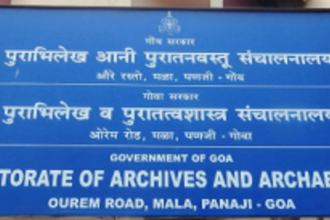 गोंय सरकार
पुराभिलेख आनी पुरातनवस्तू संचालनालय
औरें रस्तो, मळा, पणजी - गोंय
गोवा सरकार
पुराभिलेख व पुरातत्वशास्त्र संचालनालय
ओरेम रोड, मळा, पणजी - गोवा
GOVERNMENT OF GOA
TORATE OF ARCHIVES AND ARCHAE
OUREM ROAD, MALA, PANAJI - GOA